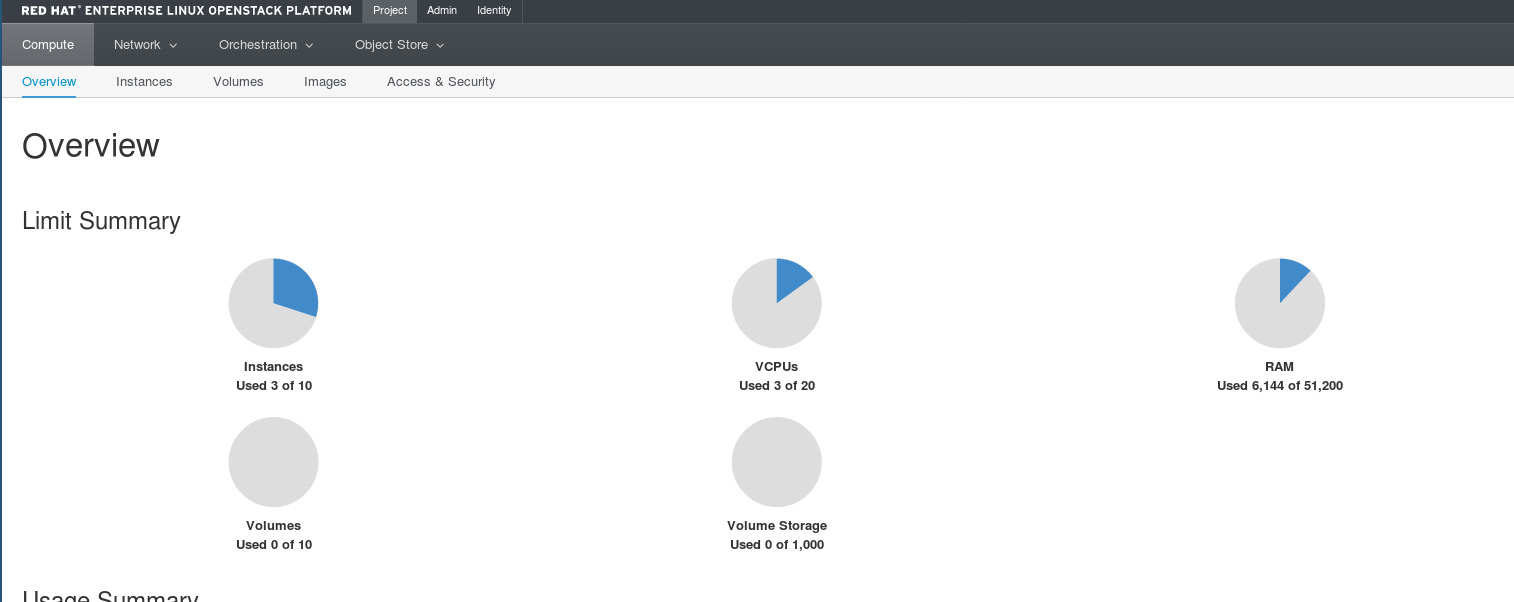 RED HAT® ENTERPRISE LINUX OPENSTACK PLATFORM Project Admin Identity
Compute Network Orchestration Object Store
Overview Instances Volumes Images Access & Security
Overview
Limit Summary
Instances
Used 3 of 10
VCPUs
Used 3 of 20
RAM
Used 6,144 of 51,200
Volumes
Used 0 of 10
Volume Storage
Used 0 of 1,000
Usage Summary